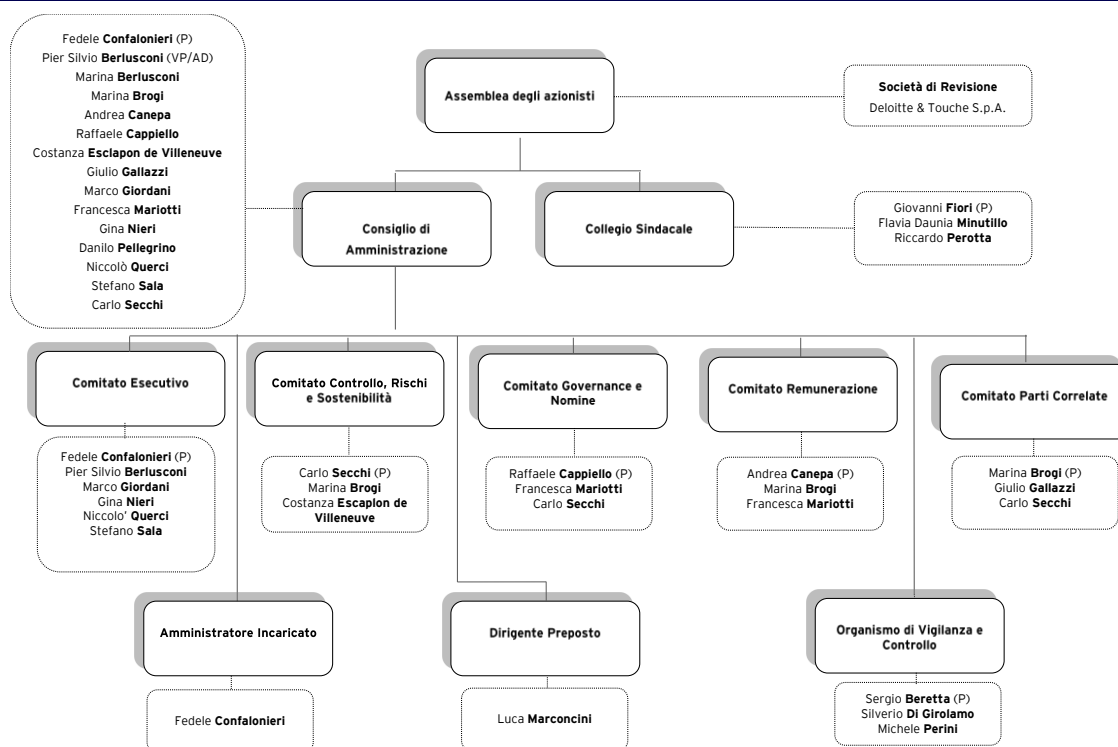 Fedele Confalonieri (P)
Pier Silvio Berlusconi (VP/AD)
Marina Berlusconi
Marina Brogi
Andrea Canepa
Raffaele Cappiello
Costanza Esclapon de Villeneuve
Giulio Gallazzi
Marco Giordani
Francesca Mariotti
Gina Nieri
Danilo Pellegrino
Niccolò Querci
Stefano Sala
Carlo Secchi
Assemblea degli azionisti
Società di Revisione
Deloitte & Touche S.p.A.
Consiglio di
Amministrazione
Collegio Sindacale
Giovanni Fiori (P)
Flavia Daunia Minutillo
Riccardo Perotta
Comitato Esecutivo
Fedele Confalonieri (P)
Pier Silvio Berlusconi
Marco Giordani
Gina Nieri
Niccolo' Querci
Stefano Sala
Comitato Controllo, Rischi
e Sostenibilità
Carlo Secchi (P)
Marina Brogi
Costanza Escaplon de
Villeneuve
Comitato Governance e
Nomine
Raffaele Cappiello (P)
Francesca Mariotti
Carlo Secchi
Comitato Remunerazione
Andrea Canepa (P)
Marina Brogi
Francesca Mariotti
Comitato Parti Correlate
Marina Brogi (P)
Giulio Gallazzi
Carlo Secchi
Amministratore Incaricato
Fedele Confalonieri
Dirigente Preposto
Luca Marconcini
Organismo di Vigilanza e
Controllo
Sergio Beretta (P)
Silverio Di Girolamo
Michele Perini